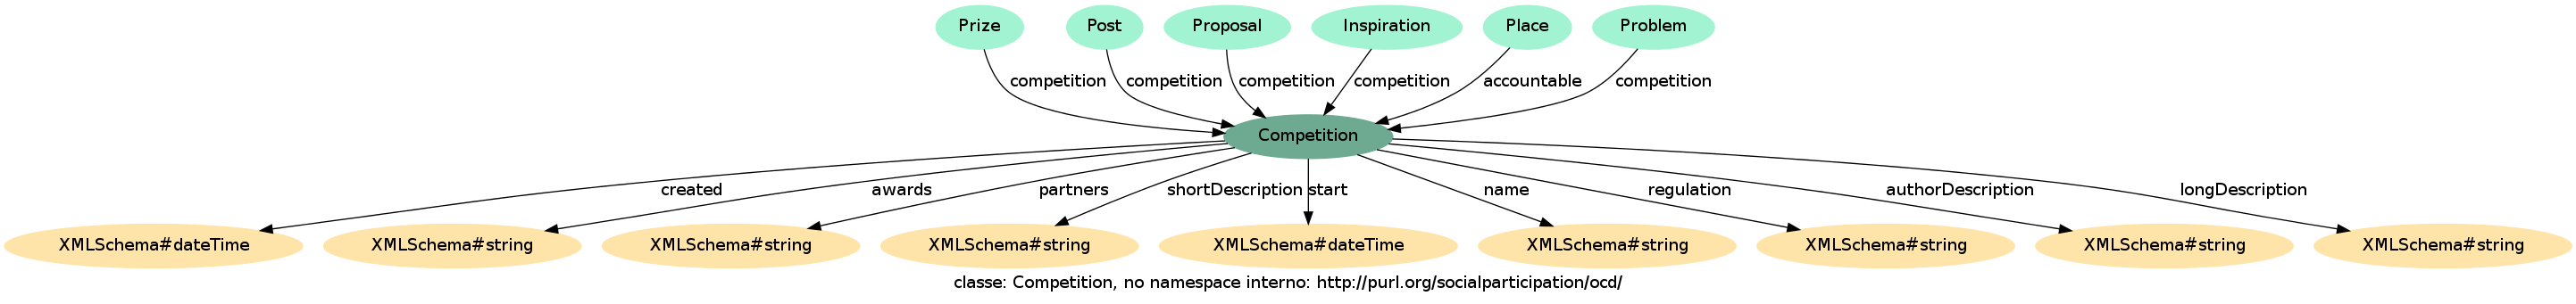 Prize Post Proposal Inspiration Place Problem
competition competition competition competition accountable competition
Competition
created awards partners shortDescription start name regulation authorDescription longDescription
XMLSchema#dateTime XMLSchema#string XMLSchema#string XMLSchema#string XMLSchema#dateTime XMLSchema#string XMLSchema#string XMLSchema#string XMLSchema#string
classe: Competition, no namespace interno: http://purl.org/socialparticipation/ocd/